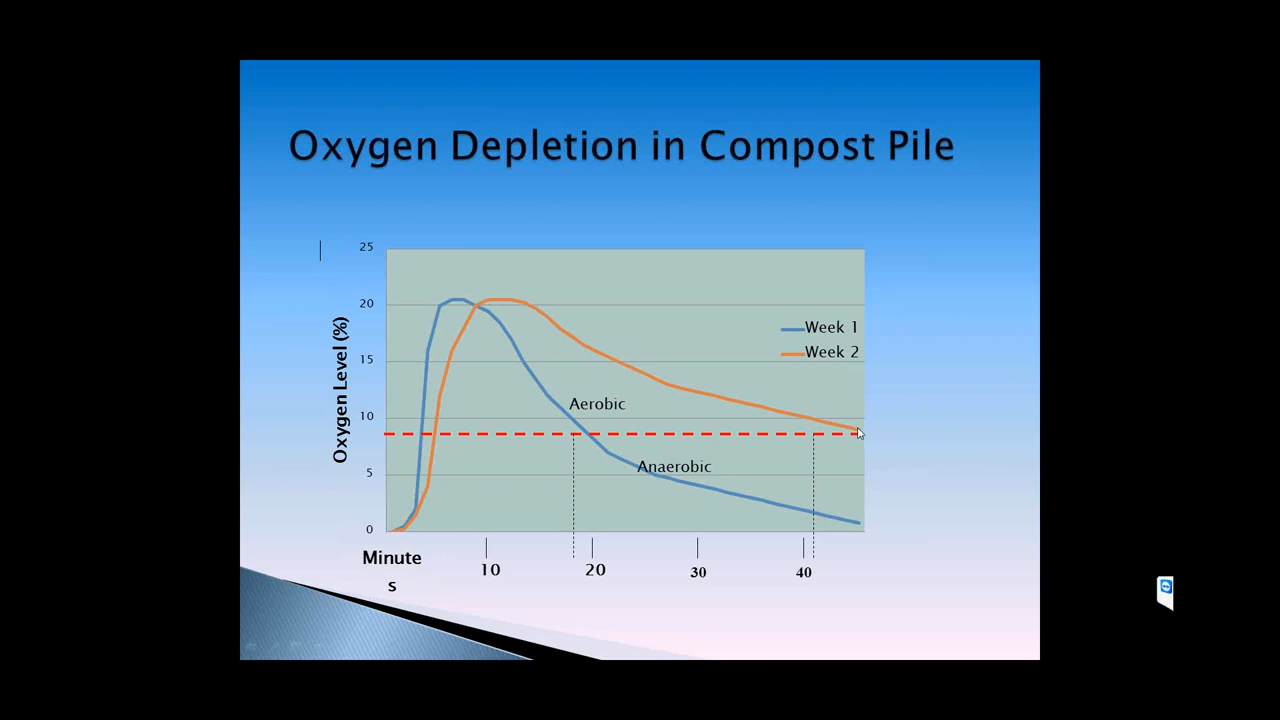 Oxygen Depletion in Compost Pile
25
20
15
10
5
0
Oxygen Level (%)
Week 1
Week 2
Aerobic
Anaerobic
Minute
s
10
20
30
40